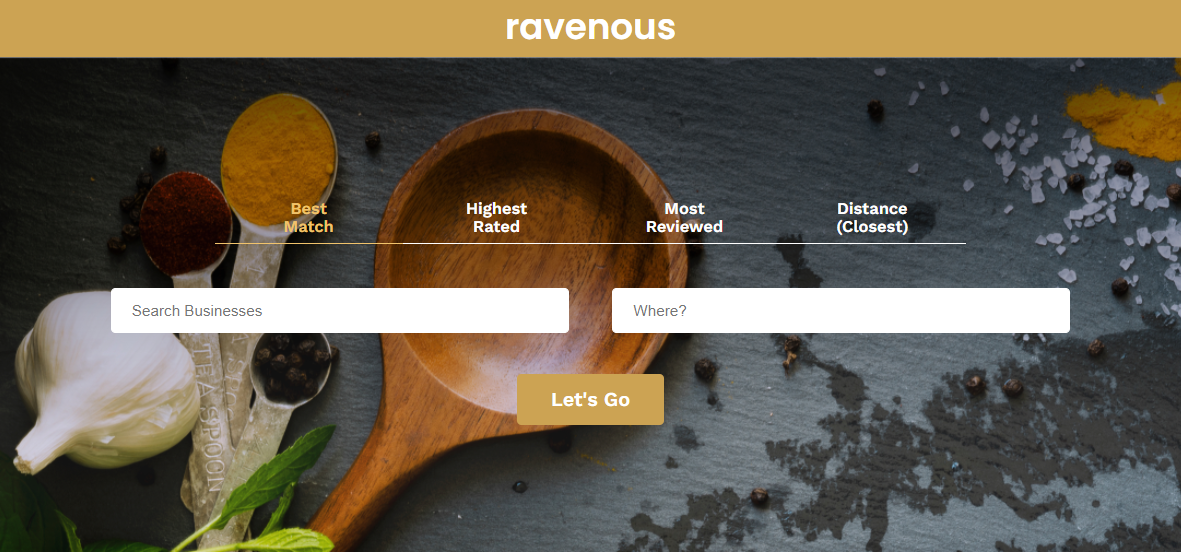 ravenous
Best
Match
Highest
Rated
Most
Reviewed
Distance
(Closest)
Search Businesses
Where?
Let's Go
TEA SPOON